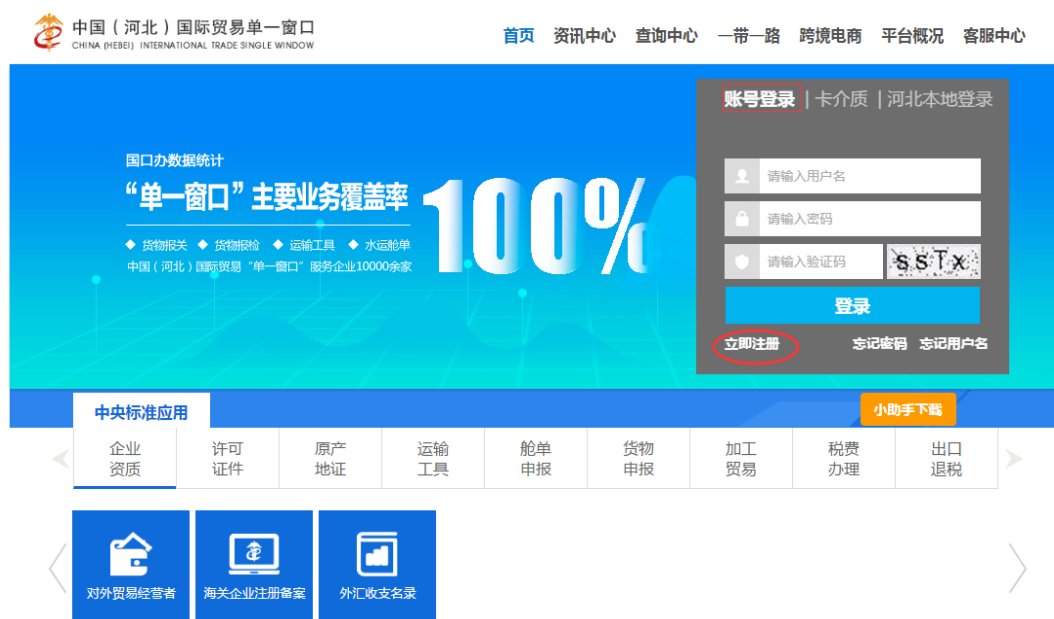 中国（河北）国际贸易单一窗口
CHINA (HEBEI) INTERNATIONAL TRADE SINGLE WINDOW
首页 资讯中心 查询中心 一带一路 跨境电商 平台概况 客服中心
账号登录 | 卡介质 | 河北本地登录
国口办数据统计
“单一窗口”主要业务覆盖率 100%
◆ 货物报关 ◆ 货物报检 ◆ 运输工具 ◆ 水运舱单
中国（河北）国际贸易“单一窗口”服务企业10000余家
请输入用户名
请输入密码
请输入验证码 SSTX
登录
立即注册 忘记密码 忘记用户名
中央标准应用 小助手下载
企业资质 许可证件 原产地证 运输工具 舱单申报 货物申报 加工贸易 税费办理 出口退税
对外贸易经营者 海关企业注册备案 外汇收支名录